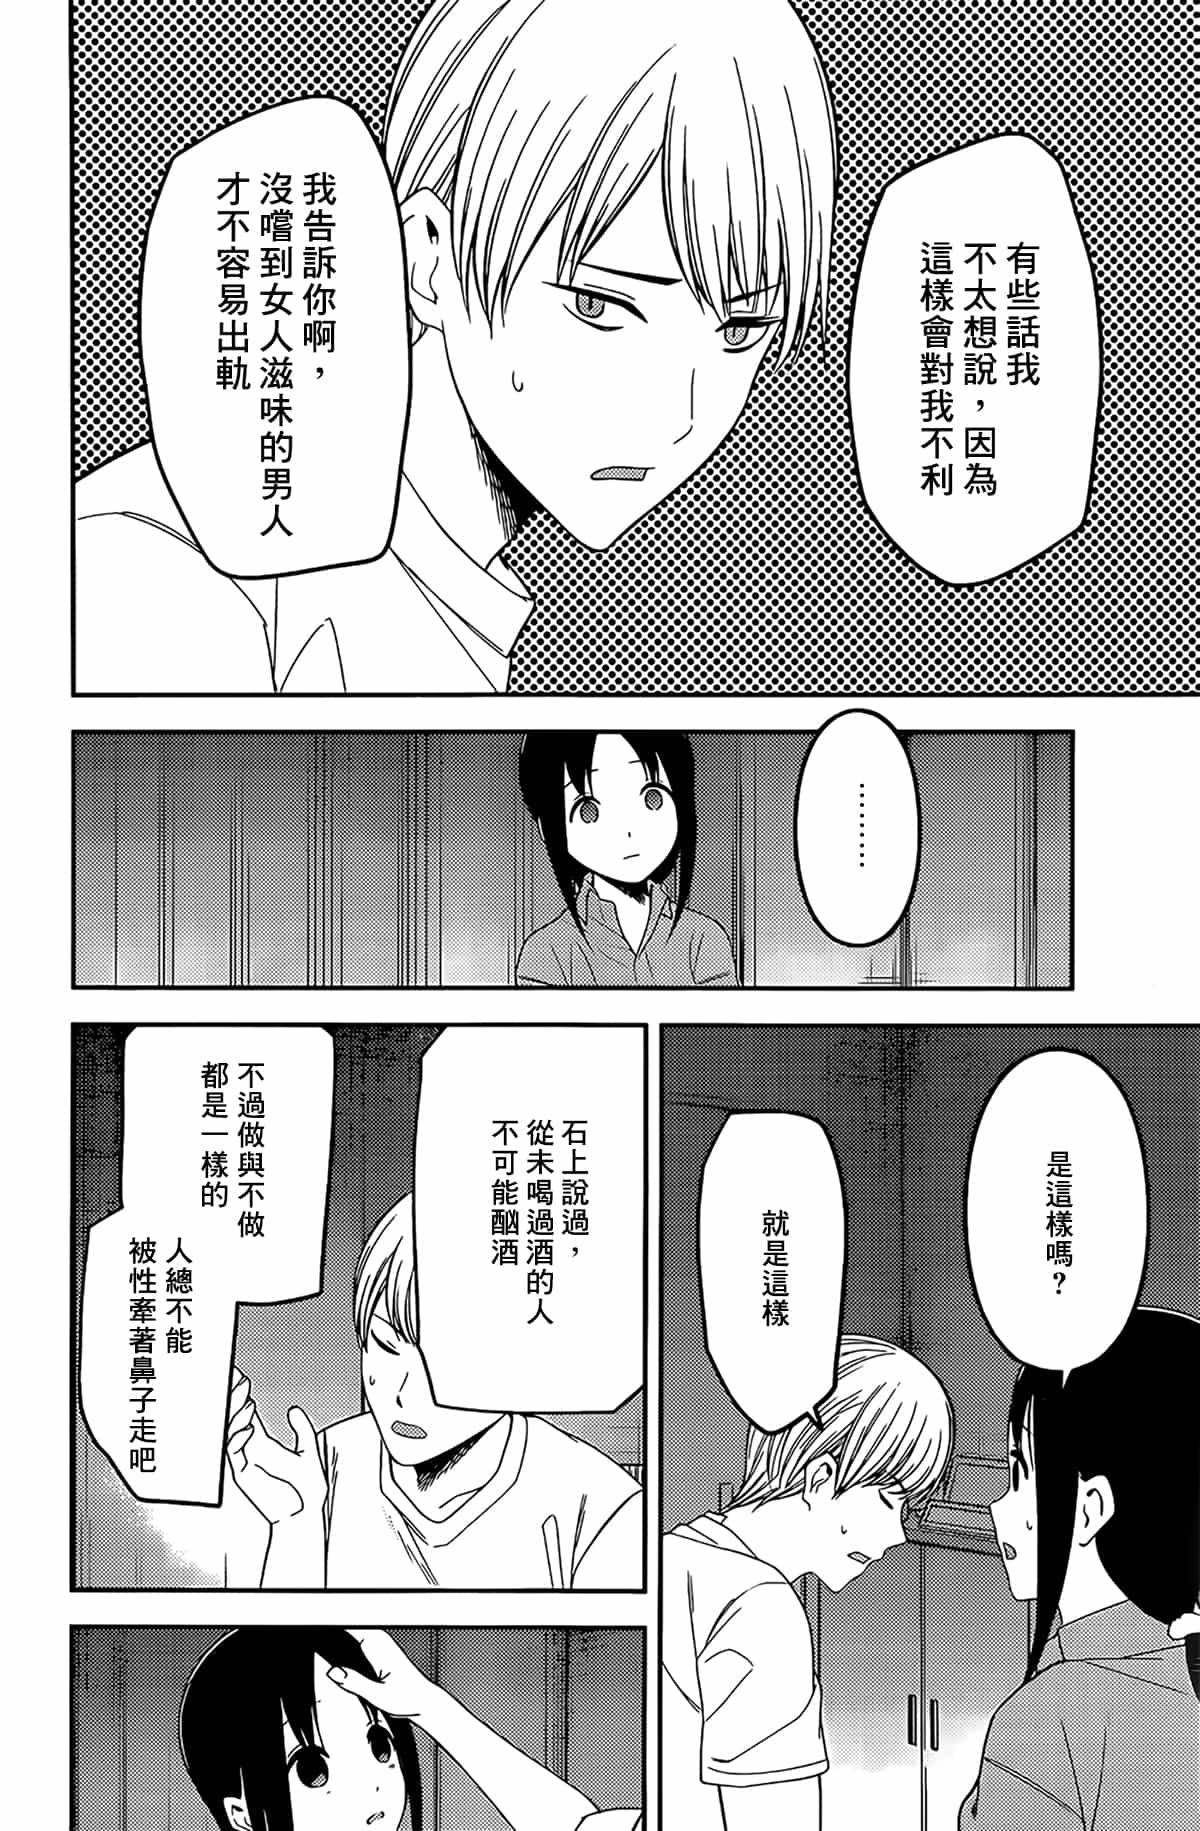 有些話我
不太想說，因為
這樣會對我不利
我告訴你啊，
沒嚐到女人滋味的男人
才不容易出軌
………
是這樣嗎？
就是這樣
石上說過，
從未喝過酒的人
不可能酗酒
不過做與不做
都是一樣的
人總不能
被性牽著鼻子走吧